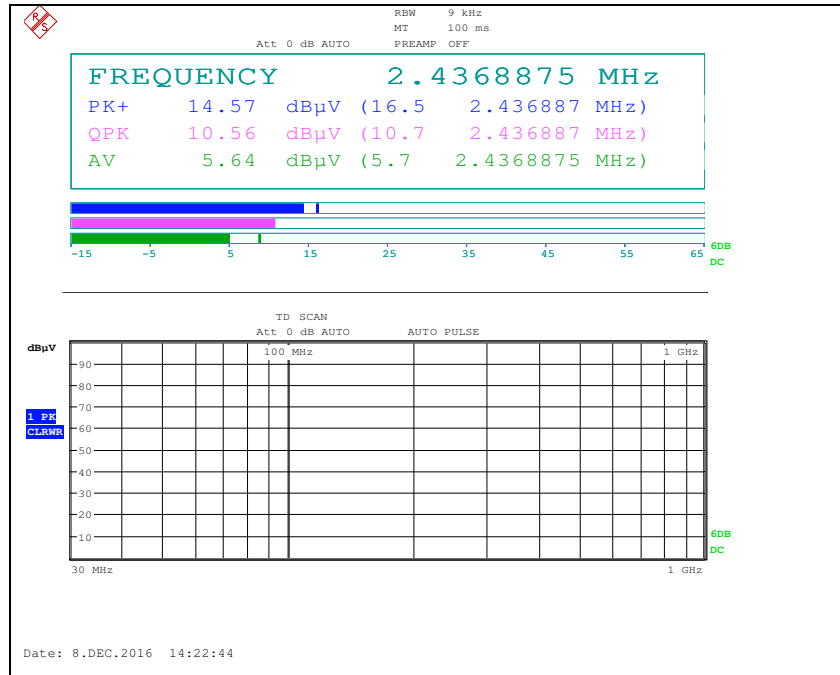 R S
RBW 9 kHz
MT 100 ms
Att 0 dB AUTO PREAMP OFF
FREQUENCY 2.4368875 MHz
PK+ 14.57 dBµV (16.5 2.436887 MHz)
QPK 10.56 dBµV (10.7 2.436887 MHz)
AV 5.64 dBµV (5.7 2.4368875 MHz)
-15 -5 5 15 25 35 45 55 65
6DB
DC
TD SCAN
Att 0 dB AUTO AUTO PULSE
dBµV
100 MHz 1 GHz
90
80
70
1 PK
CLRWR
60
50
40
30
20
10
6DB
DC
30 MHz 1 GHz
Date: 8.DEC.2016 14:22:44